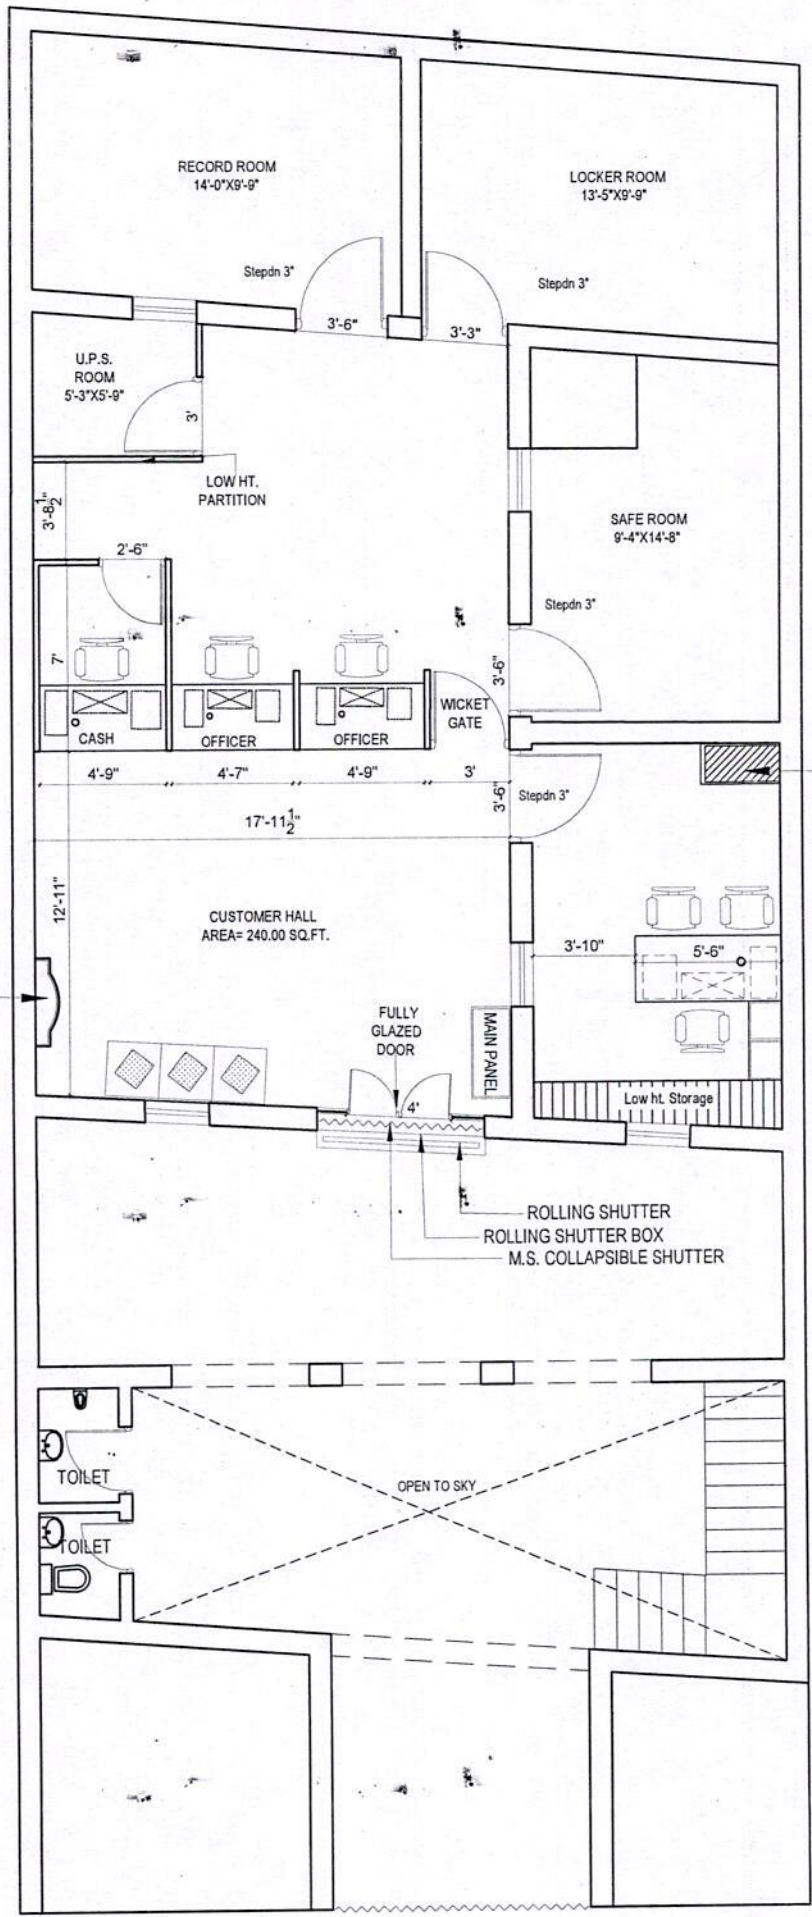 RECORD ROOM
14'-0"X9'-9"
LOCKER ROOM
13'-5"X9'-9"
Stepdn 3"
Stepdn 3"
3'-6"
3'-3"
U.P.S.
ROOM
5'-3"X5'-9"
3'
LOW HT.
PARTITION
3'-8 1/2"
SAFE ROOM
9'-4"X14'-8"
2'-6"
Stepdn 3"
7'
3'-6"
WICKET
GATE
CASH
OFFICER
OFFICER
4'-9"
4'-7"
4'-9"
3'
3'-6"
Stepdn 3"
17'-11 1/2"
12'-11"
CUSTOMER HALL
AREA= 240.00 SQ.FT.
3'-10"
5'-6"
FULLY
GLAZED
DOOR
MAIN PANEL
4'
Low ht. Storage
ROLLING SHUTTER
ROLLING SHUTTER BOX
M.S. COLLAPSIBLE SHUTTER
TOILET
OPEN TO SKY
TOILET